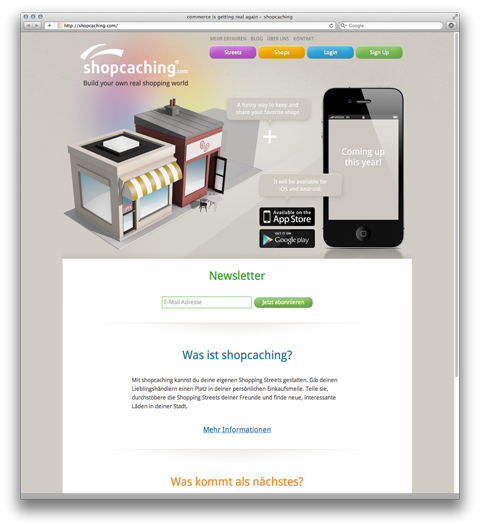 commerce is getting real again – shopcaching
http://shopcaching.com/
Google
MEHR ERFAHREN BLOG ÜBER UNS KONTAKT
Streets Shops Login Sign Up
shopcaching.com
Build your own real shopping world
A funny way to keep and
share your favorite shops
+
Coming up
this year!
It will be available for
iOS and Android.
Available on the
App Store
GET IT ON
Google play
Newsletter
E-Mail Adresse
Jetzt abonnieren
Was ist shopcaching?
Mit shopcaching kannst du deine eigenen Shopping Streets gestalten. Gib deinen
Lieblingshändlern einen Platz in deiner persönlichen Einkaufsmeile. Teile sie,
durchstöbere die Shopping Streets deiner Freunde und finde neue, interessante
Läden in deiner Stadt.
Mehr Informationen
Was kommt als nächstes?